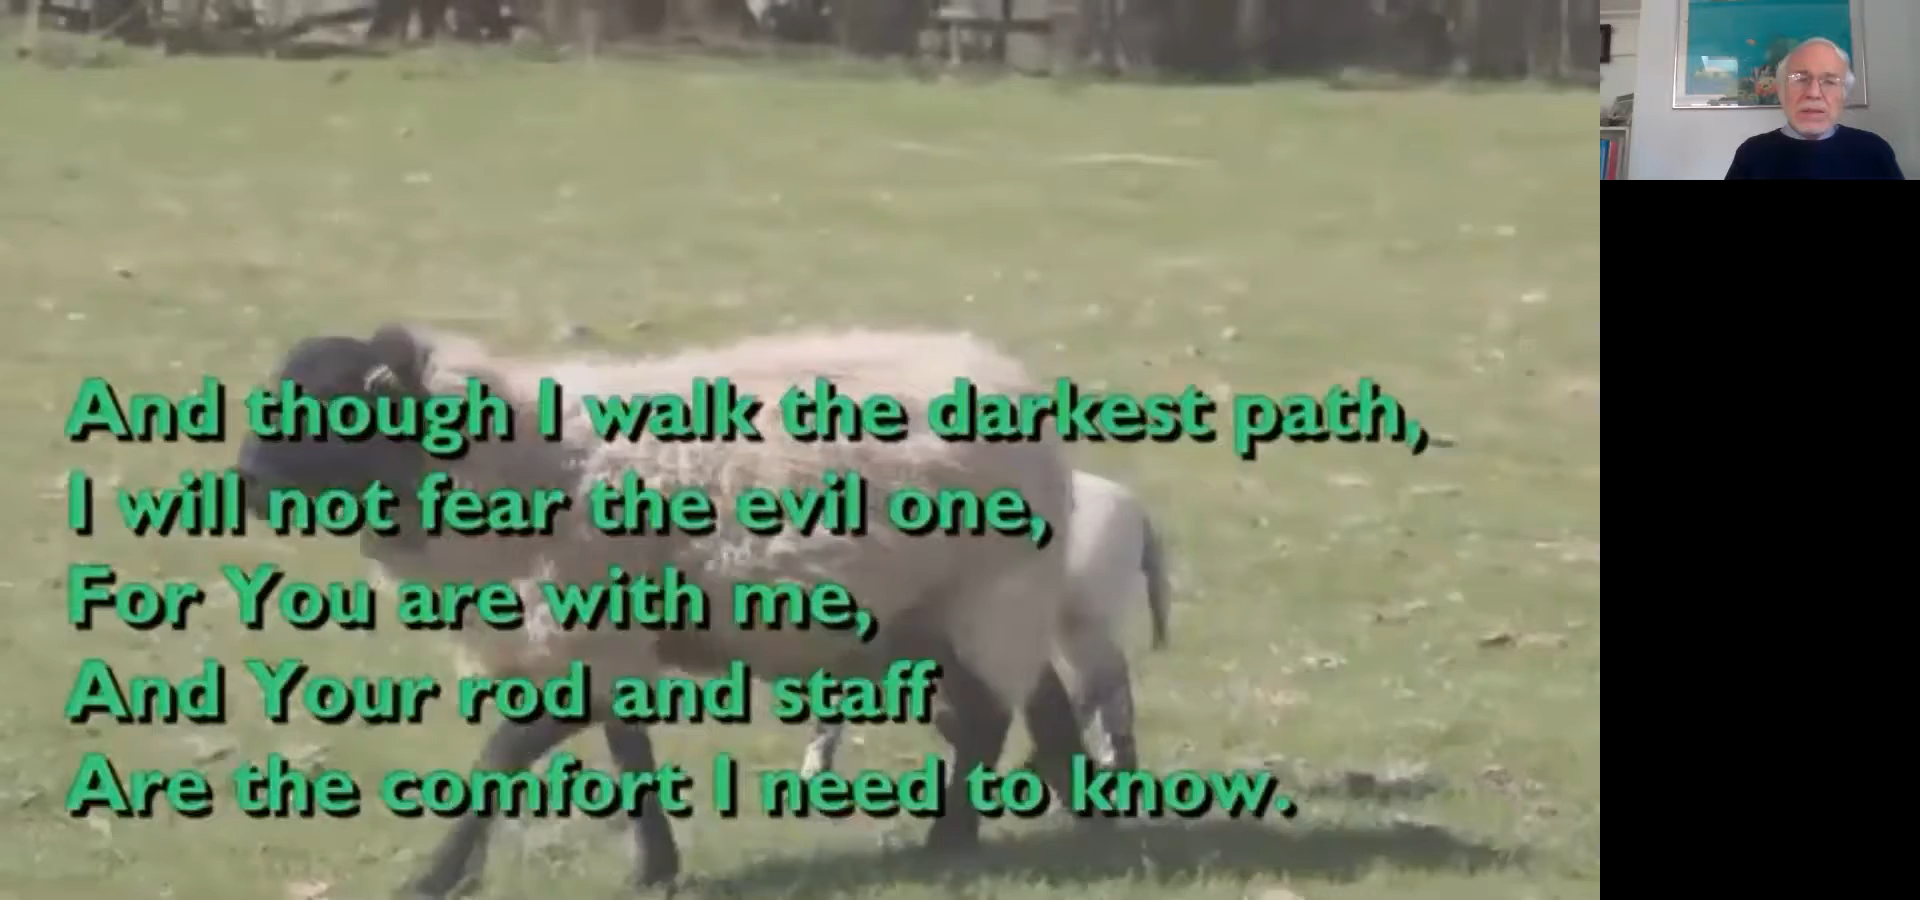 And though I walk the darkest path,
I will not fear the evil one,
For You are with me,
And Your rod and staff
Are the comfort I need to know.